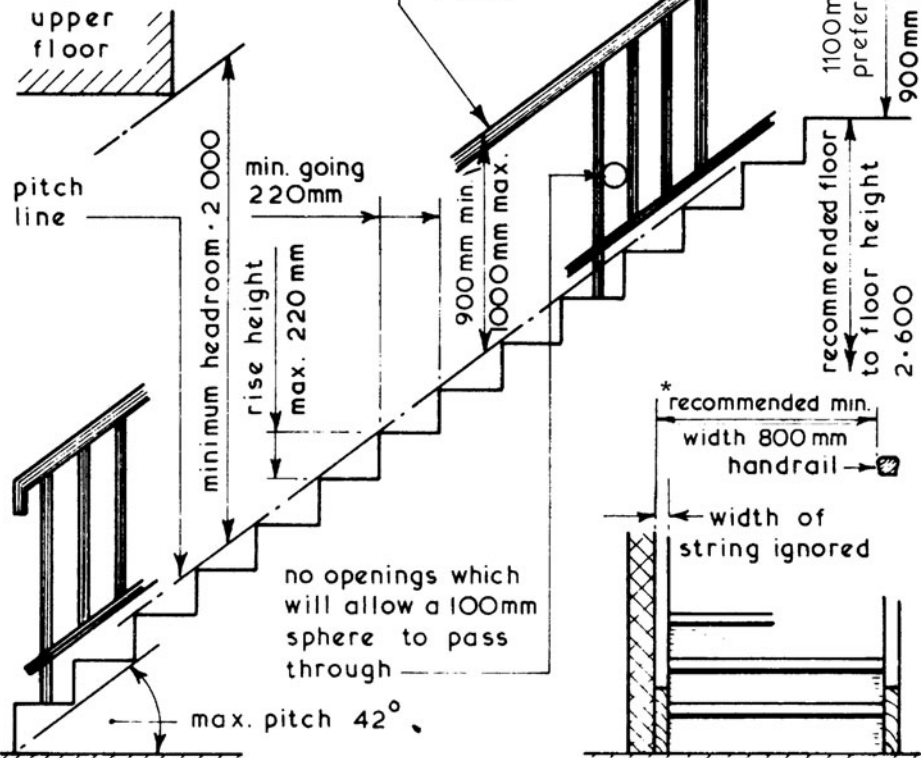 upper
floor
pitch
line
minimum headroom · 2 000
rise height
max. 220 mm
min. going
220mm
900mm min.
1000mm max.
1100m
prefer
900mm
recommended floor
to floor height
2·600
*recommended min.
width 800 mm
handrail
width of
string ignored
no openings which
will allow a 100mm
sphere to pass
through
max. pitch 42°